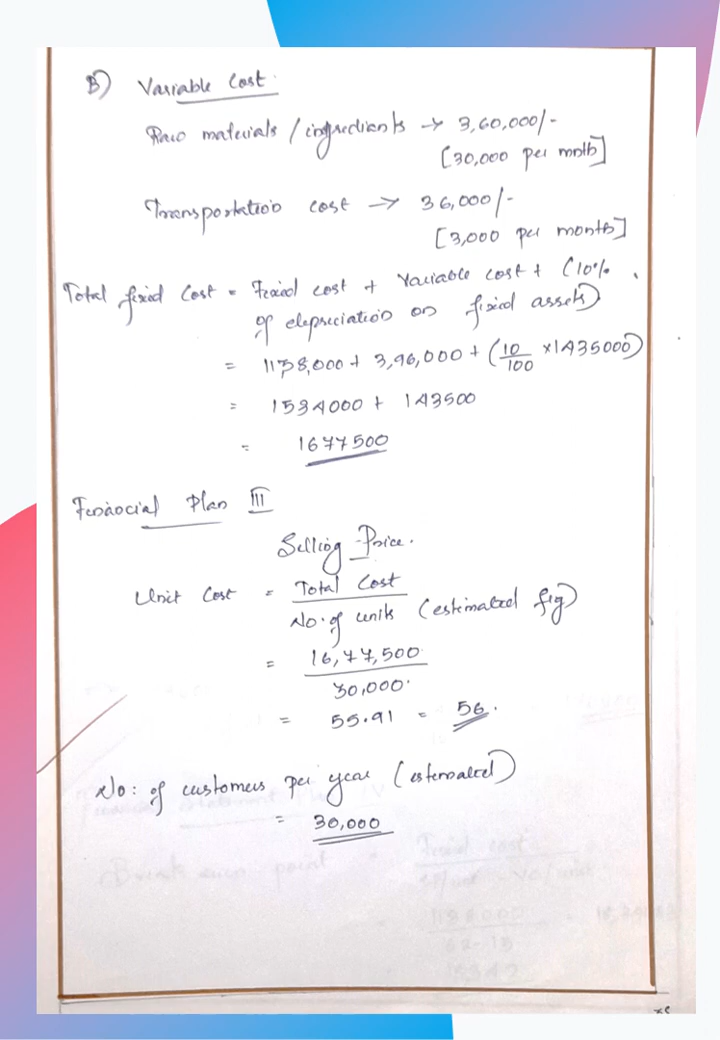 B) Variable Cost.
Raw materials / ingredients → 3,60,000/-
[30,000 per mnth]
Transportation cost → 36,000/-
[3,000 per month]
Total fixed Cost = Fixed cost + Variable cost + (10%
of depreciation on fixed assets)
= 1138,000 + 3,96,000 + (10/100 ×1435000)
= 1534000 + 143500
= 1677500
Financial Plan III
Selling Price.
Unit Cost = Total Cost
No. of units (estimated fig)
= 16,77,500
30,000.
= 55.91 = 56.
No: of customers per year (estimated)
= 30,000